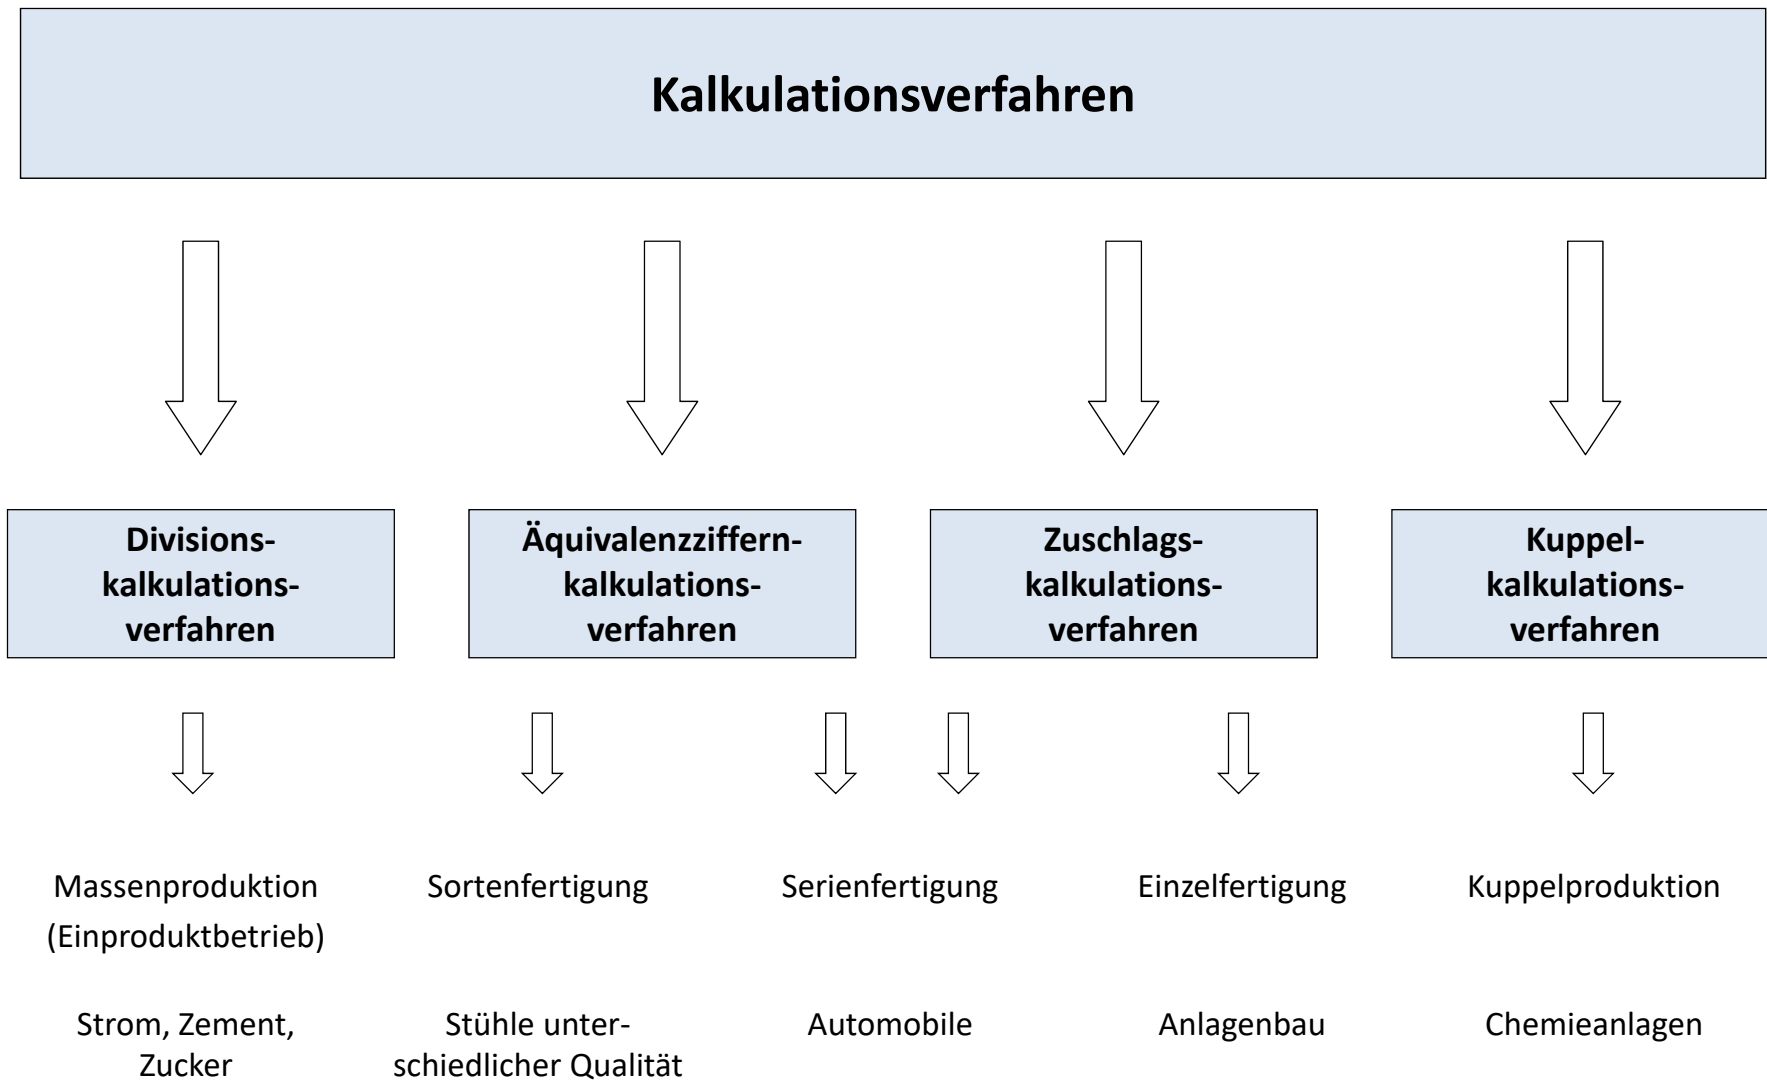 Kalkulationsverfahren
Divisions-
kalkulations-
verfahren
Äquivalenzziffern-
kalkulations-
verfahren
Zuschlags-
kalkulations-
verfahren
Kuppel-
kalkulations-
verfahren
Massenproduktion
(Einproduktbetrieb)
Sortenfertigung
Serienfertigung
Einzelfertigung
Kuppelproduktion
Strom, Zement,
Zucker
Stühle unter-
schiedlicher Qualität
Automobile
Anlagenbau
Chemieanlagen